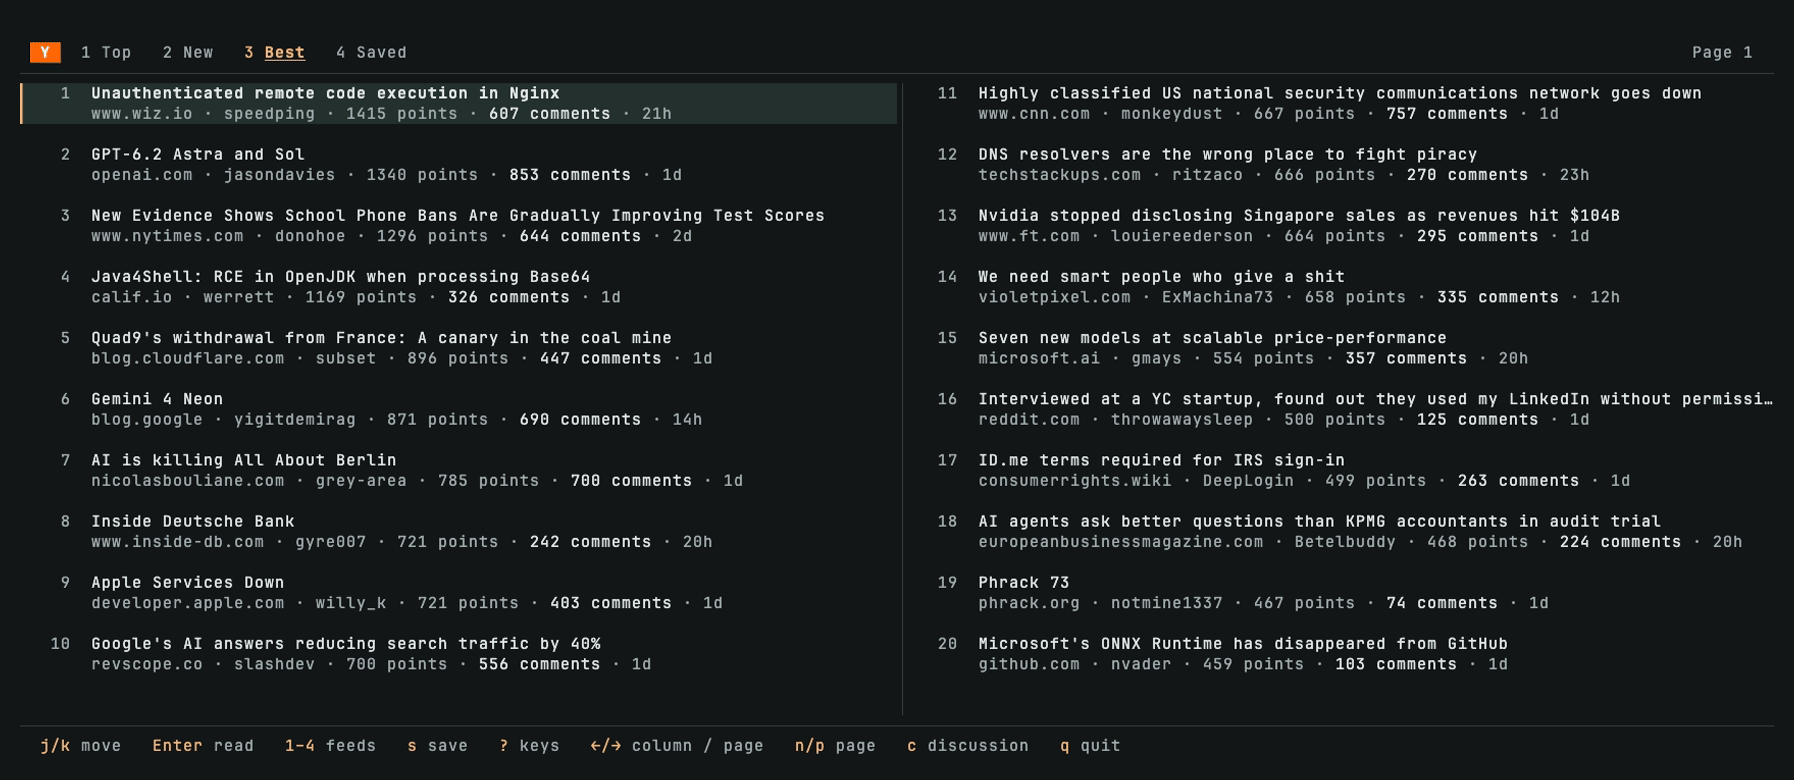 Y 1 Top 2 New 3 Best 4 Saved Page 1
1 Unauthenticated remote code execution in Nginx
www.wiz.io · speedping · 1415 points · 607 comments · 21h
2 GPT-6.2 Astra and Sol
openai.com · jasondavies · 1340 points · 853 comments · 1d
3 New Evidence Shows School Phone Bans Are Gradually Improving Test Scores
www.nytimes.com · donohoe · 1296 points · 644 comments · 2d
4 Java4Shell: RCE in OpenJDK when processing Base64
calif.io · werrett · 1169 points · 326 comments · 1d
5 Quad9's withdrawal from France: A canary in the coal mine
blog.cloudflare.com · subset · 896 points · 447 comments · 1d
6 Gemini 4 Neon
blog.google · yigitdemirag · 871 points · 690 comments · 14h
7 AI is killing All About Berlin
nicolasbouliane.com · grey-area · 785 points · 700 comments · 1d
8 Inside Deutsche Bank
www.inside-db.com · gyre007 · 721 points · 242 comments · 20h
9 Apple Services Down
developer.apple.com · willy_k · 721 points · 403 comments · 1d
10 Google's AI answers reducing search traffic by 40%
revscope.co · slashdev · 700 points · 556 comments · 1d
11 Highly classified US national security communications network goes down
www.cnn.com · monkeydust · 667 points · 757 comments · 1d
12 DNS resolvers are the wrong place to fight piracy
techstackups.com · ritzaco · 666 points · 270 comments · 23h
13 Nvidia stopped disclosing Singapore sales as revenues hit $104B
www.ft.com · louiereederson · 664 points · 295 comments · 1d
14 We need smart people who give a shit
violetpixel.com · ExMachina73 · 658 points · 335 comments · 12h
15 Seven new models at scalable price-performance
microsoft.ai · gmays · 554 points · 357 comments · 20h
16 Interviewed at a YC startup, found out they used my LinkedIn without permissi…
reddit.com · throwawaysleep · 500 points · 125 comments · 1d
17 ID.me terms required for IRS sign-in
consumerrights.wiki · DeepLogin · 499 points · 263 comments · 1d
18 AI agents ask better questions than KPMG accountants in audit trial
europeanbusinessmagazine.com · Betelbuddy · 468 points · 224 comments · 20h
19 Phrack 73
phrack.org · notmine1337 · 467 points · 74 comments · 1d
20 Microsoft's ONNX Runtime has disappeared from GitHub
github.com · nvader · 459 points · 103 comments · 1d
j/k move Enter read 1–4 feeds s save ? keys ←/→ column / page n/p page c discussion q quit